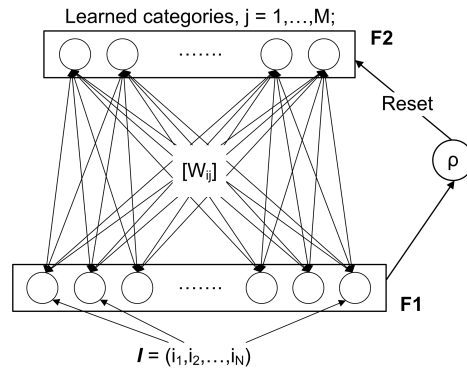 Learned categories, j = 1,...,M;
F2
.......
Reset
[W_ij]
ρ
.......
F1
I = (i_1,i_2,...,i_N)